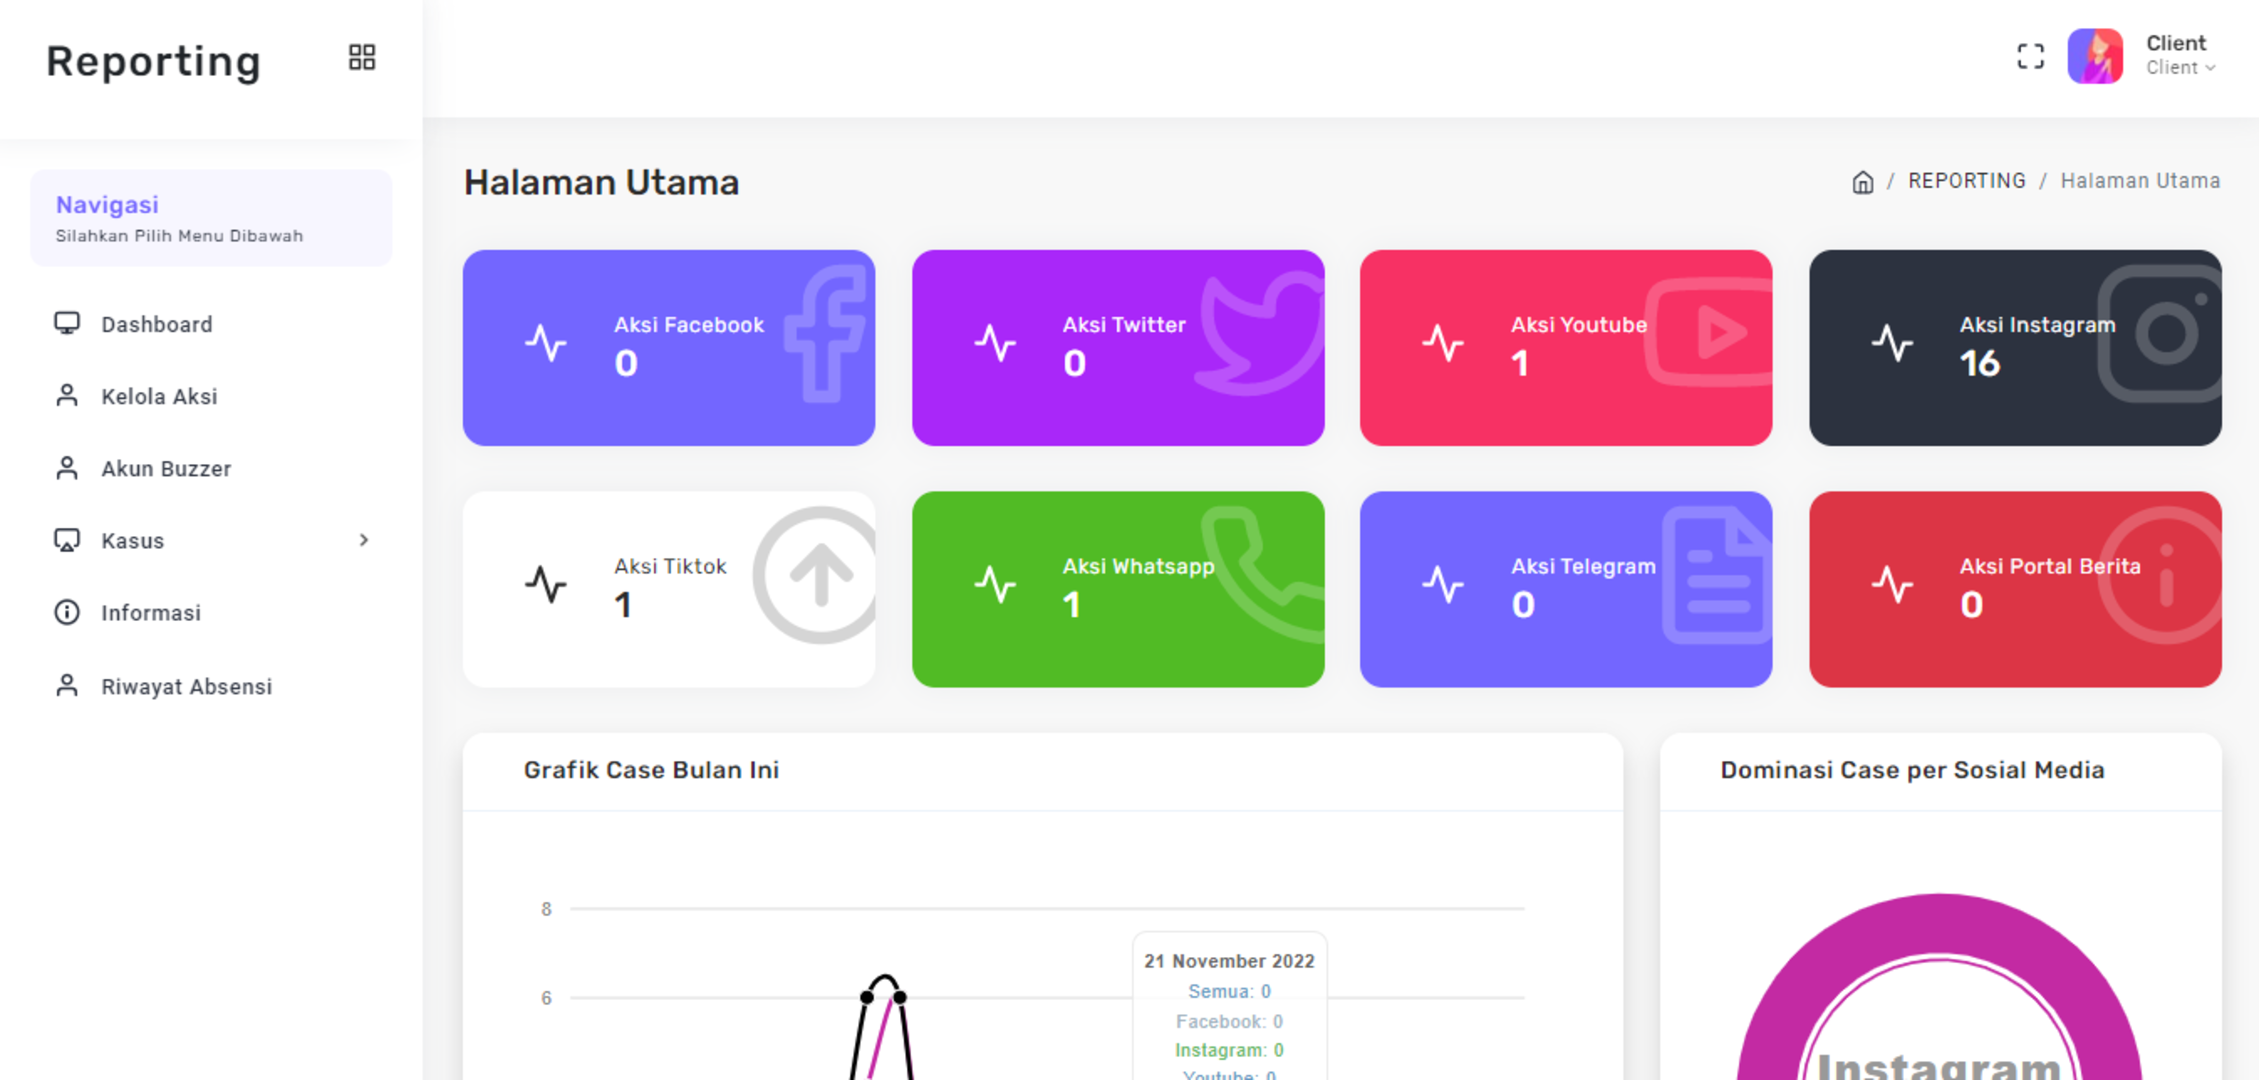 Reporting
Client
Client
Navigasi
Silahkan Pilih Menu Dibawah
Dashboard
Kelola Aksi
Akun Buzzer
Kasus
Informasi
Riwayat Absensi
Halaman Utama
/ REPORTING / Halaman Utama
Aksi Facebook
0
Aksi Twitter
0
Aksi Youtube
1
Aksi Instagram
16
Aksi Tiktok
1
Aksi Whatsapp
1
Aksi Telegram
0
Aksi Portal Berita
0
Grafik Case Bulan Ini
8
6
21 November 2022
Semua: 0
Facebook: 0
Instagram: 0
Youtube: 0
Dominasi Case per Sosial Media
Instagram